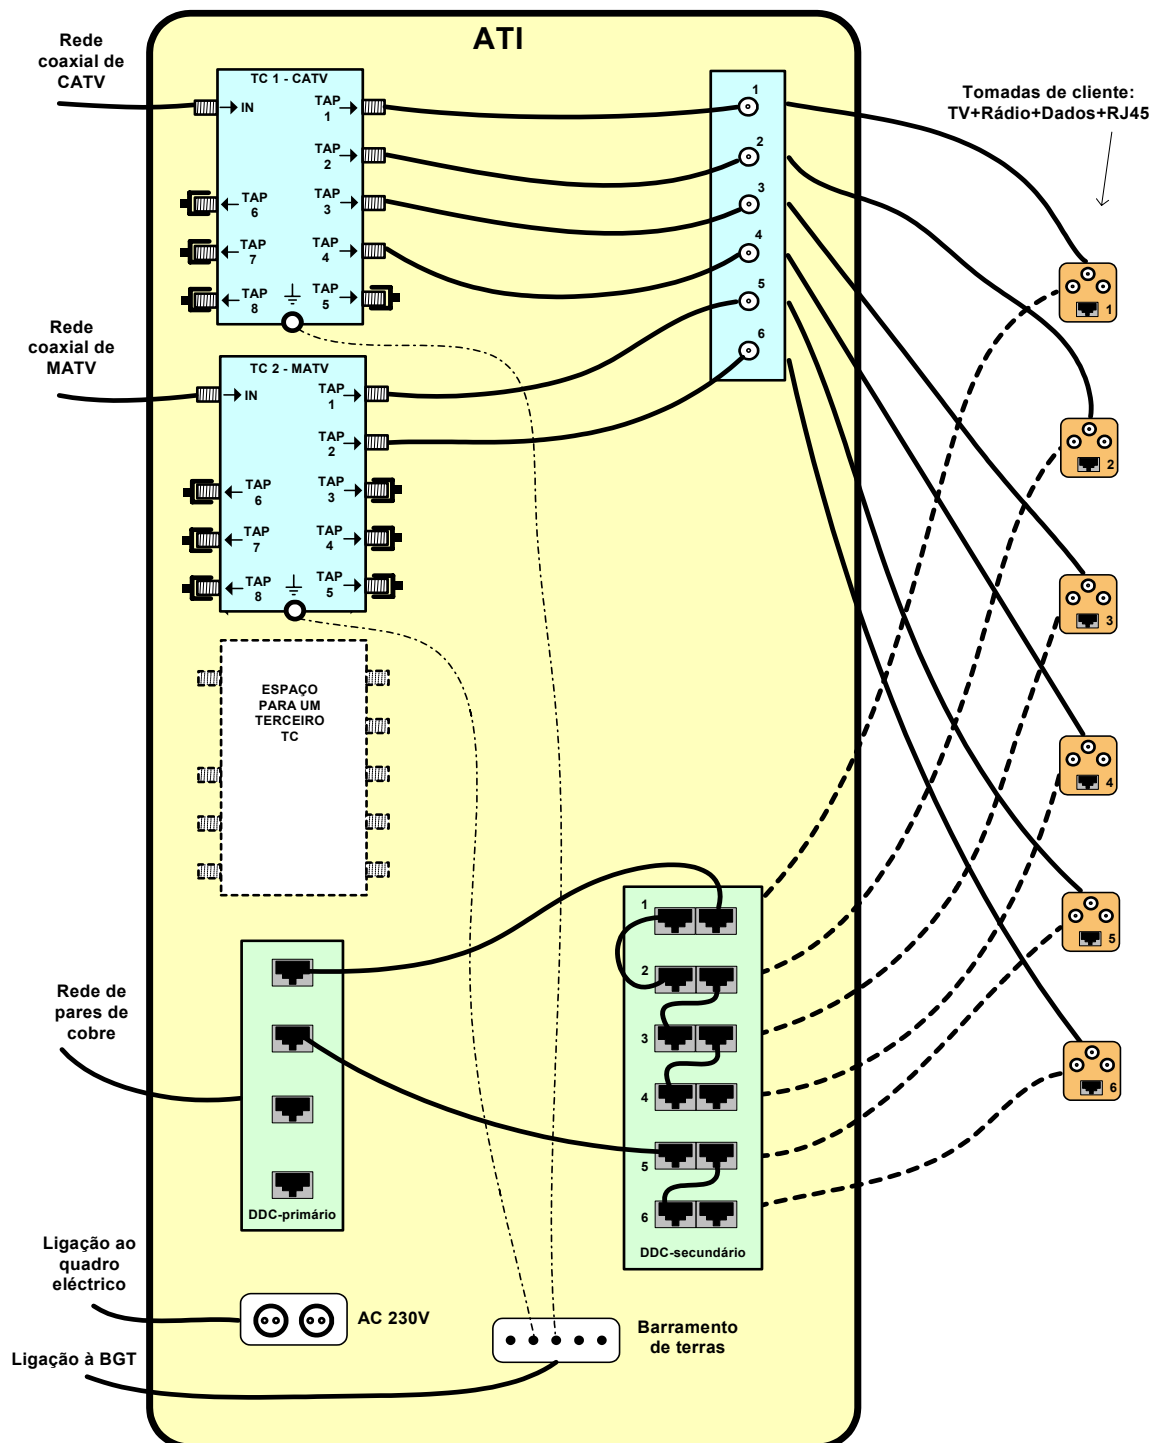 ATI
Rede
coaxial de
CATV
TC 1 - CATV
IN
TAP
1
TAP
2
TAP
3
TAP
4
TAP
5
TAP
6
TAP
7
TAP
8
1
2
3
4
5
6
Tomadas de cliente:
TV+Rádio+Dados+RJ45
1
2
3
4
5
6
Rede
coaxial de
MATV
TC 2 - MATV
IN
TAP
1
TAP
2
TAP
3
TAP
4
TAP
5
TAP
6
TAP
7
TAP
8
ESPAÇO
PARA UM
TERCEIRO
TC
Rede de
pares de
cobre
DDC-primário
1
2
3
4
5
6
DDC-secundário
Ligação ao
quadro
eléctrico
AC 230V
Ligação à BGT
Barramento
de terras